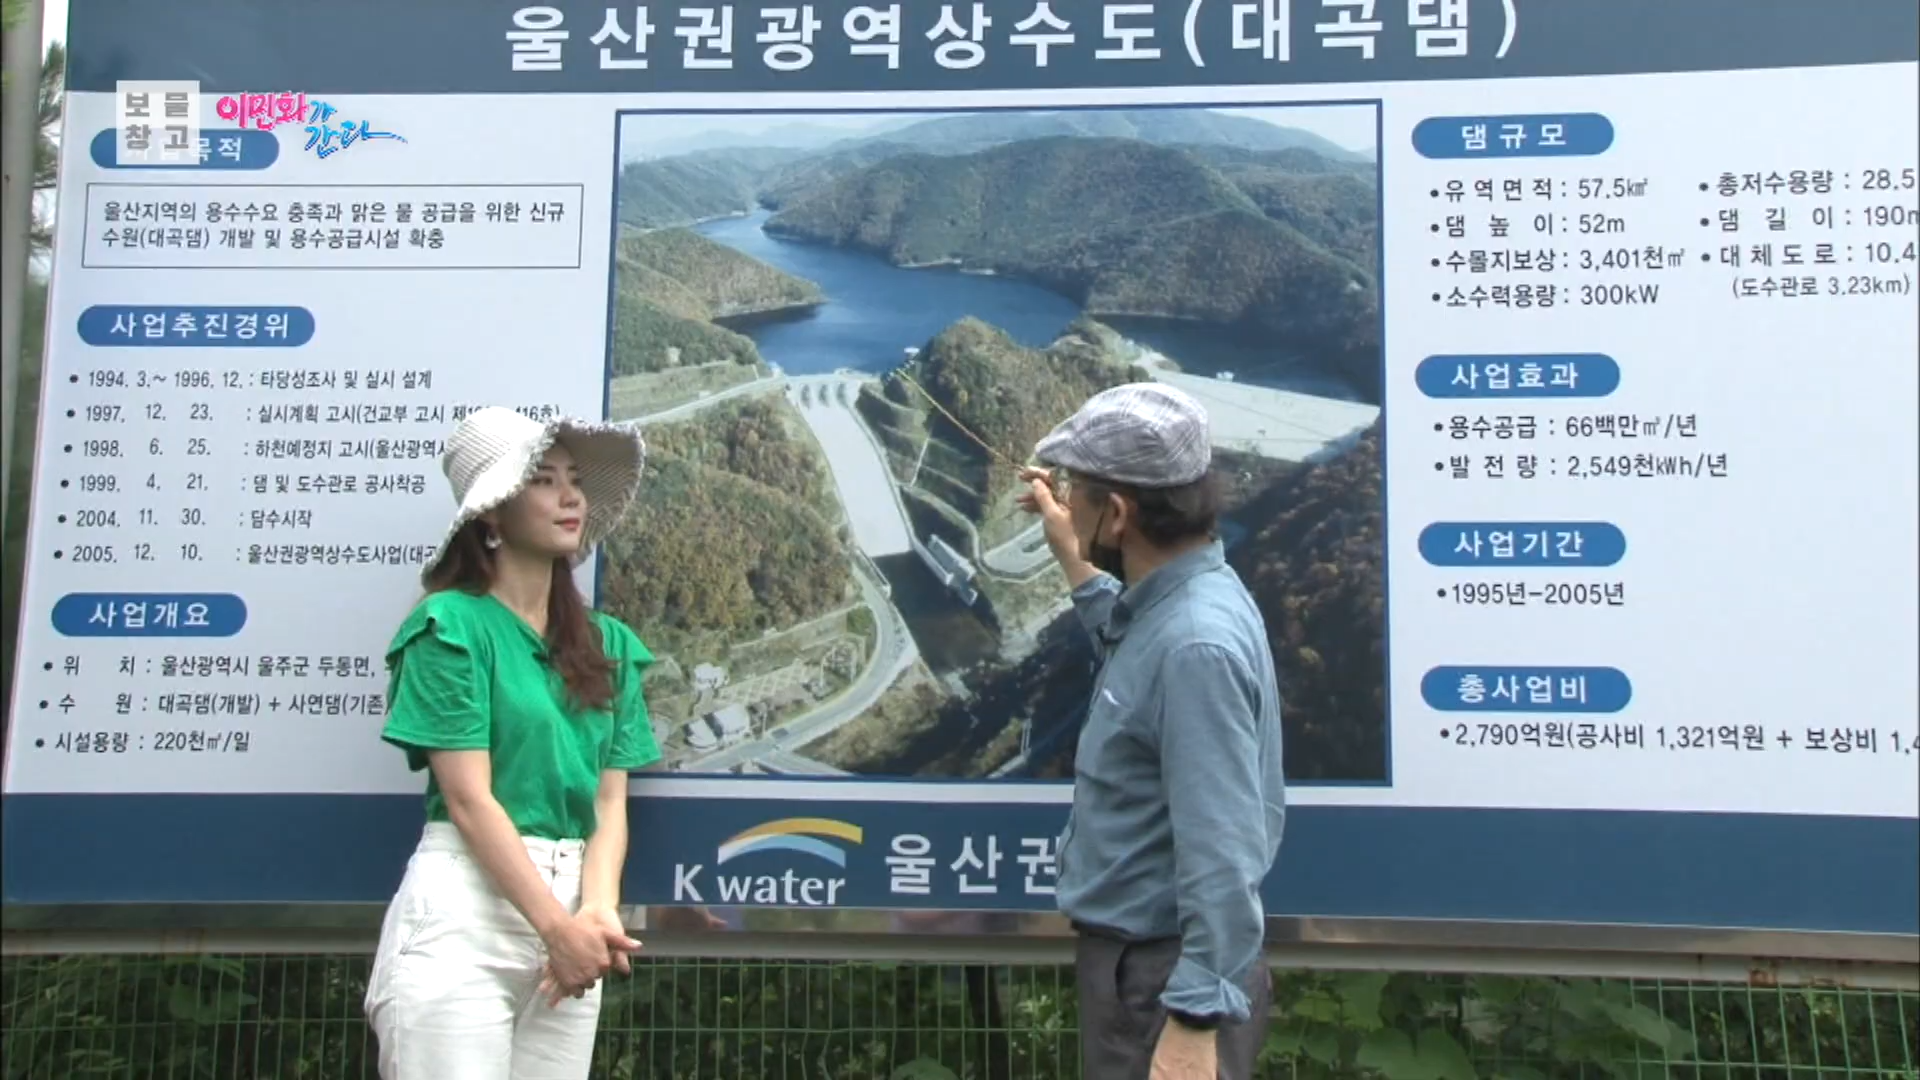 울산권광역상수도(대곡댐)
보물
창고
이민화가
간다
목적
울산지역의 용수수요 충족과 맑은 물 공급을 위한 신규
수원(대곡댐) 개발 및 용수공급시설 확충
사업추진경위
• 1994. 3.~ 1996. 12. : 타당성조사 및 실시 설계
• 1997. 12. 23. : 실시계획 고시(건교부 고시
• 1998. 6. 25. : 하천예정지 고시(울산광역시
• 1999. 4. 21. : 댐 및 도수관로 공사착공
• 2004. 11. 30. : 담수시작
• 2005. 12. 10. : 울산권광역상수도사업(대곡
사업개요
• 위 치 : 울산광역시 울주군 두동면,
• 수 원 : 대곡댐(개발) + 사연댐(기존)
• 시설용량 : 220천㎥/일
댐규모
• 유역면적 : 57.5㎢ • 총저수용량 : 28.5
• 댐 높 이 : 52m • 댐 길 이 : 190m
• 수몰지보상 : 3,401천㎡ • 대체도로 : 10.4
• 소수력용량 : 300kW (도수관로 3.23km)
사업효과
• 용수공급 : 66백만㎥/년
• 발 전 량 : 2,549천kWh/년
사업기간
• 1995년-2005년
총사업비
• 2,790억원(공사비 1,321억원 + 보상비 1,4
K water 울산권